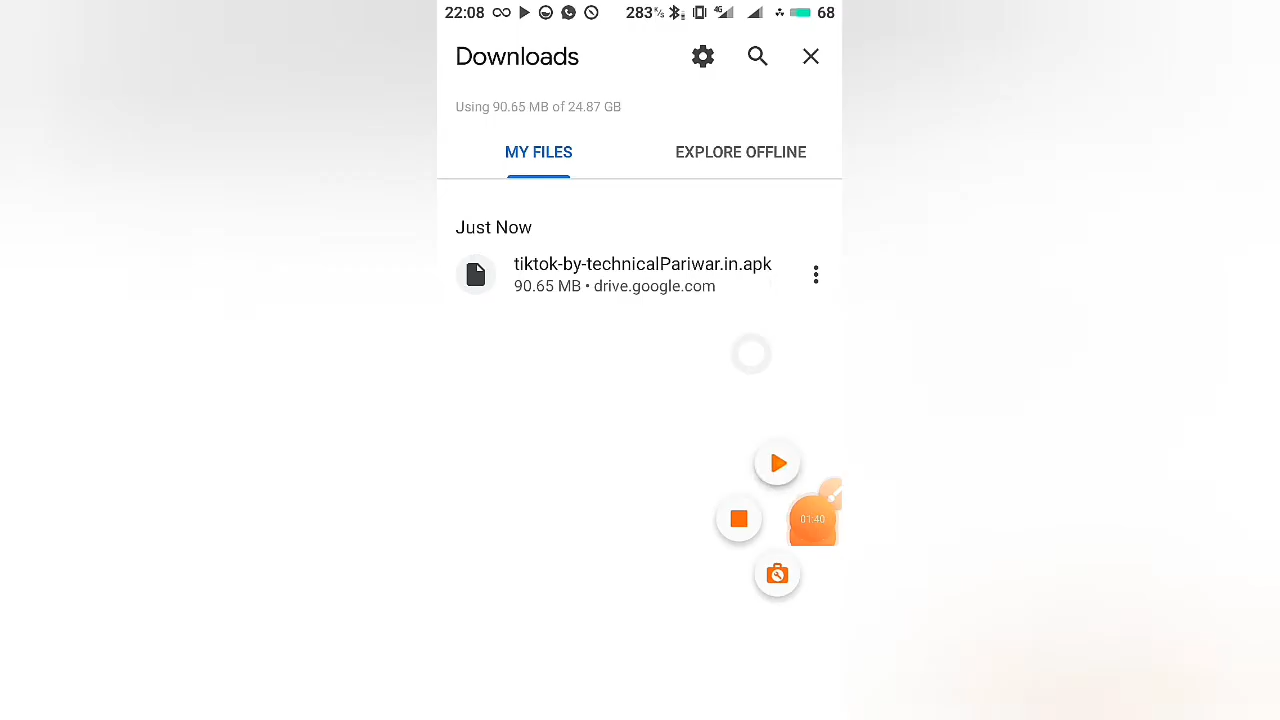 22:08 283 K/s 4G 68
Downloads
Using 90.65 MB of 24.87 GB
MY FILES EXPLORE OFFLINE
Just Now
tiktok-by-technicalPariwar.in.apk
90.65 MB • drive.google.com
01:40